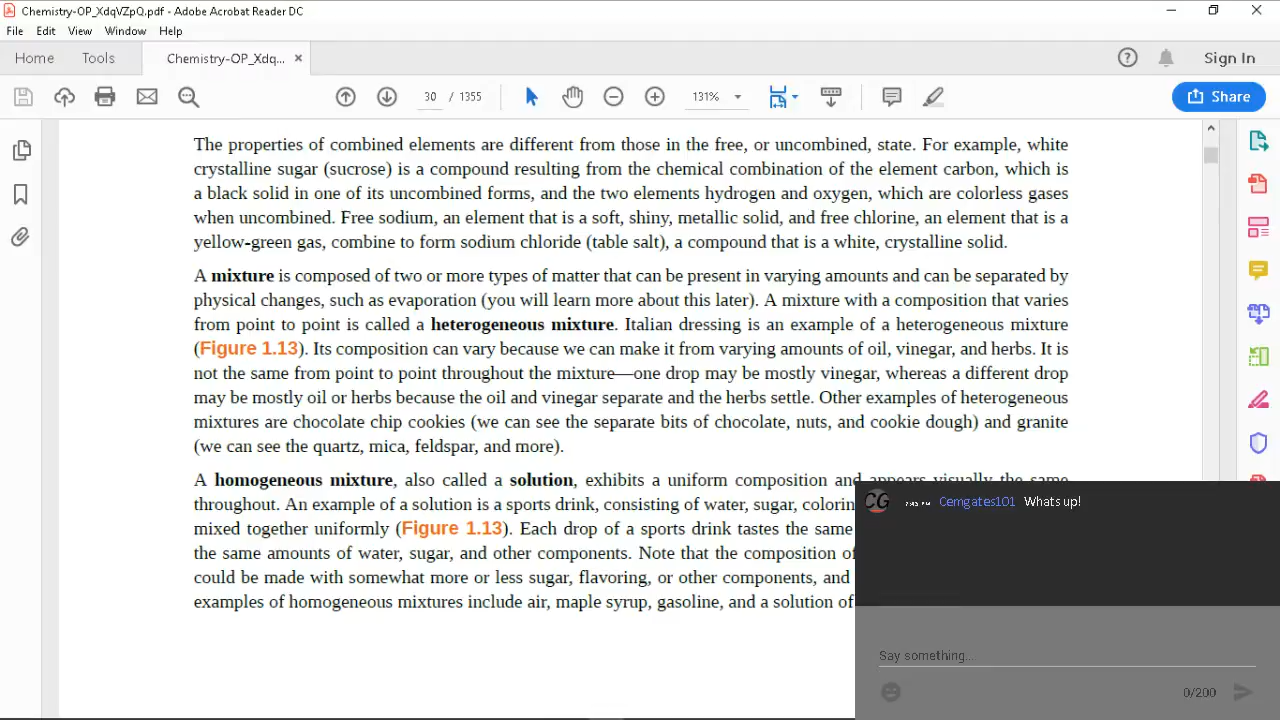 Chemistry-OP_XdqVZpQ.pdf - Adobe Acrobat Reader DC
File Edit View Window Help
Home Tools Chemistry-OP_Xdq... × Sign In
30 / 1355 131% Share
The properties of combined elements are different from those in the free, or uncombined, state. For example, white
crystalline sugar (sucrose) is a compound resulting from the chemical combination of the element carbon, which is
a black solid in one of its uncombined forms, and the two elements hydrogen and oxygen, which are colorless gases
when uncombined. Free sodium, an element that is a soft, shiny, metallic solid, and free chlorine, an element that is a
yellow-green gas, combine to form sodium chloride (table salt), a compound that is a white, crystalline solid.
A mixture is composed of two or more types of matter that can be present in varying amounts and can be separated by
physical changes, such as evaporation (you will learn more about this later). A mixture with a composition that varies
from point to point is called a heterogeneous mixture. Italian dressing is an example of a heterogeneous mixture
(Figure 1.13). Its composition can vary because we can make it from varying amounts of oil, vinegar, and herbs. It is
not the same from point to point throughout the mixture—one drop may be mostly vinegar, whereas a different drop
may be mostly oil or herbs because the oil and vinegar separate and the herbs settle. Other examples of heterogeneous
mixtures are chocolate chip cookies (we can see the separate bits of chocolate, nuts, and cookie dough) and granite
(we can see the quartz, mica, feldspar, and more).
A homogeneous mixture, also called a solution, exhibits a uniform composition and appears visually the same
throughout. An example of a solution is a sports drink, consisting of water, sugar, colorin
mixed together uniformly (Figure 1.13). Each drop of a sports drink tastes the same
the same amounts of water, sugar, and other components. Note that the composition of
could be made with somewhat more or less sugar, flavoring, or other components, and
examples of homogeneous mixtures include air, maple syrup, gasoline, and a solution of
CG Cemgates101 Whats up!
Say something...
0/200